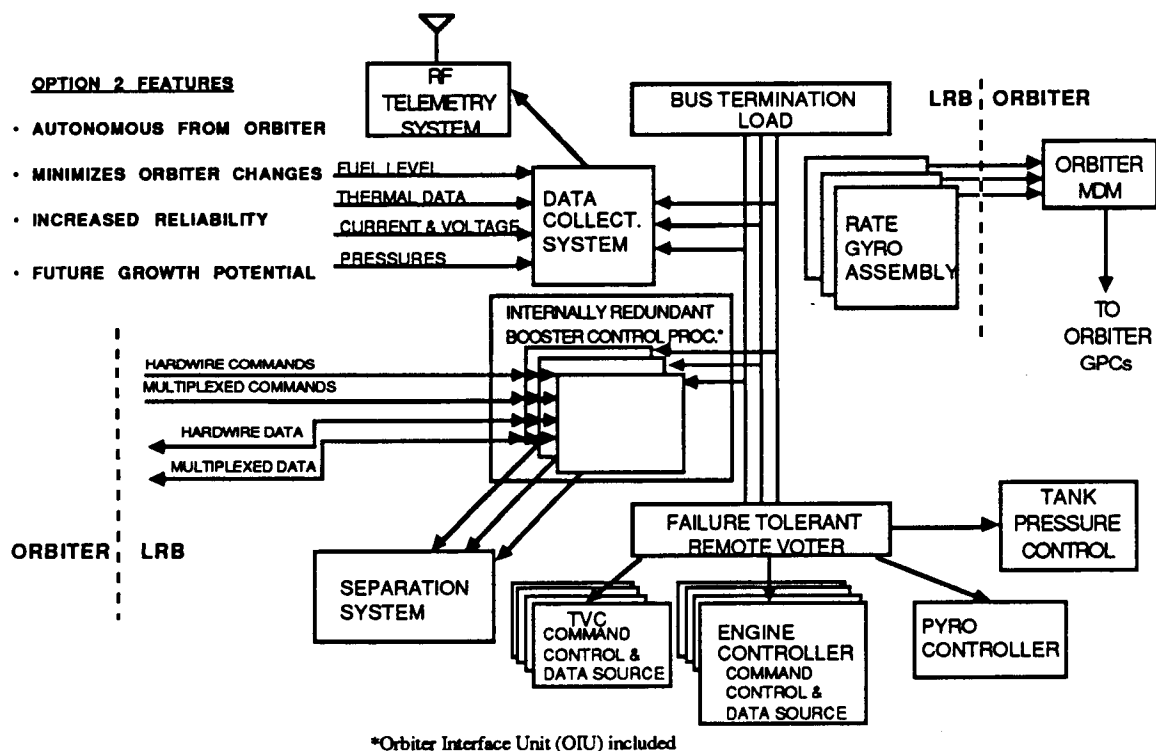 OPTION 2 FEATURES
• AUTONOMOUS FROM ORBITER
• MINIMIZES ORBITER CHANGES
• INCREASED RELIABILITY
• FUTURE GROWTH POTENTIAL
RF
TELEMETRY
SYSTEM
BUS TERMINATION
LOAD
LRB
ORBITER
FUEL LEVEL
THERMAL DATA
CURRENT & VOLTAGE
PRESSURES
DATA
COLLECT.
SYSTEM
RATE
GYRO
ASSEMBLY
ORBITER
MDM
TO
ORBITER
GPCs
INTERNALLY REDUNDANT
BOOSTER CONTROL PROC.*
HARDWIRE COMMANDS
MULTIPLEXED COMMANDS
HARDWIRE DATA
MULTIPLEXED DATA
ORBITER
LRB
SEPARATION
SYSTEM
FAILURE TOLERANT
REMOTE VOTER
TANK
PRESSURE
CONTROL
TVC
COMMAND
CONTROL &
DATA SOURCE
ENGINE
CONTROLLER
COMMAND
CONTROL &
DATA SOURCE
PYRO
CONTROLLER
*Orbiter Interface Unit (OIU) included